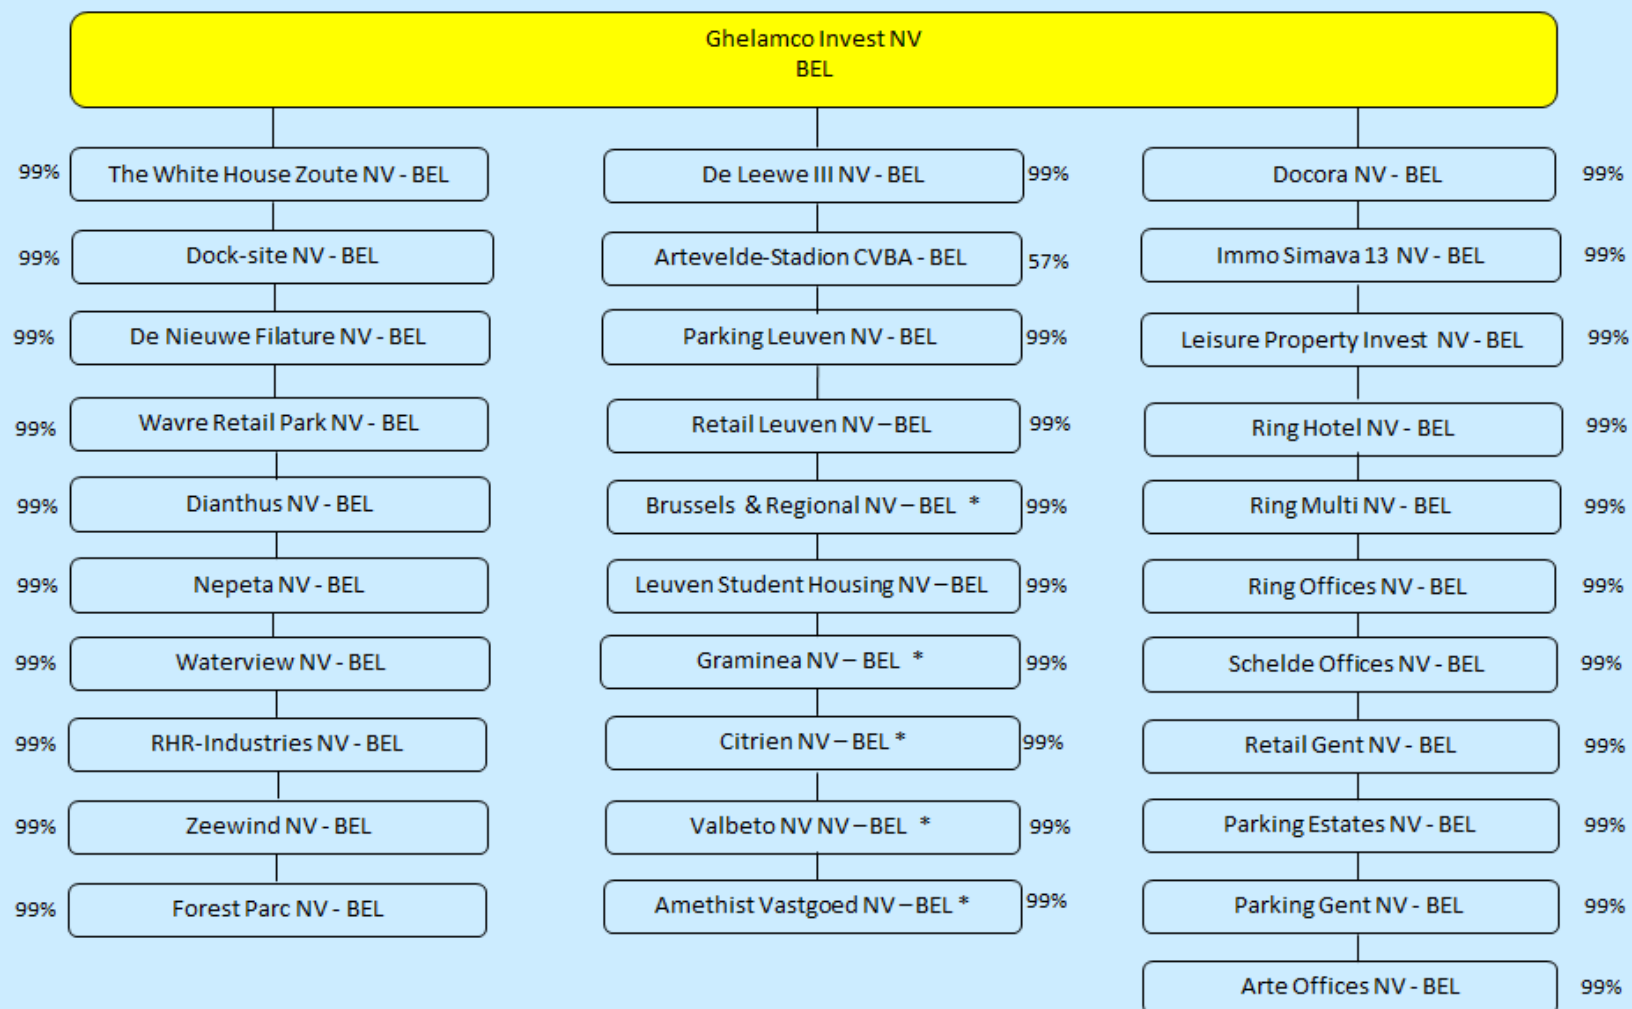 Ghelamco Invest NV
BEL
99% The White House Zoute NV - BEL
De Leewe III NV - BEL 99%
Docora NV - BEL 99%
99% Dock-site NV - BEL
Artevelde-Stadion CVBA - BEL 57%
Immo Simava 13 NV - BEL 99%
99% De Nieuwe Filature NV - BEL
Parking Leuven NV - BEL 99%
Leisure Property Invest NV - BEL 99%
99% Wavre Retail Park NV - BEL
Retail Leuven NV – BEL 99%
Ring Hotel NV - BEL 99%
99% Dianthus NV - BEL
Brussels & Regional NV – BEL * 99%
Ring Multi NV - BEL 99%
99% Nepeta NV - BEL
Leuven Student Housing NV – BEL 99%
Ring Offices NV - BEL 99%
99% Waterview NV - BEL
Graminea NV – BEL * 99%
Schelde Offices NV - BEL 99%
99% RHR-Industries NV - BEL
Citrien NV – BEL * 99%
Retail Gent NV - BEL 99%
99% Zeewind NV - BEL
Valbeto NV NV – BEL * 99%
Parking Estates NV - BEL 99%
99% Forest Parc NV - BEL
Amethist Vastgoed NV – BEL * 99%
Parking Gent NV - BEL 99%
Arte Offices NV - BEL 99%